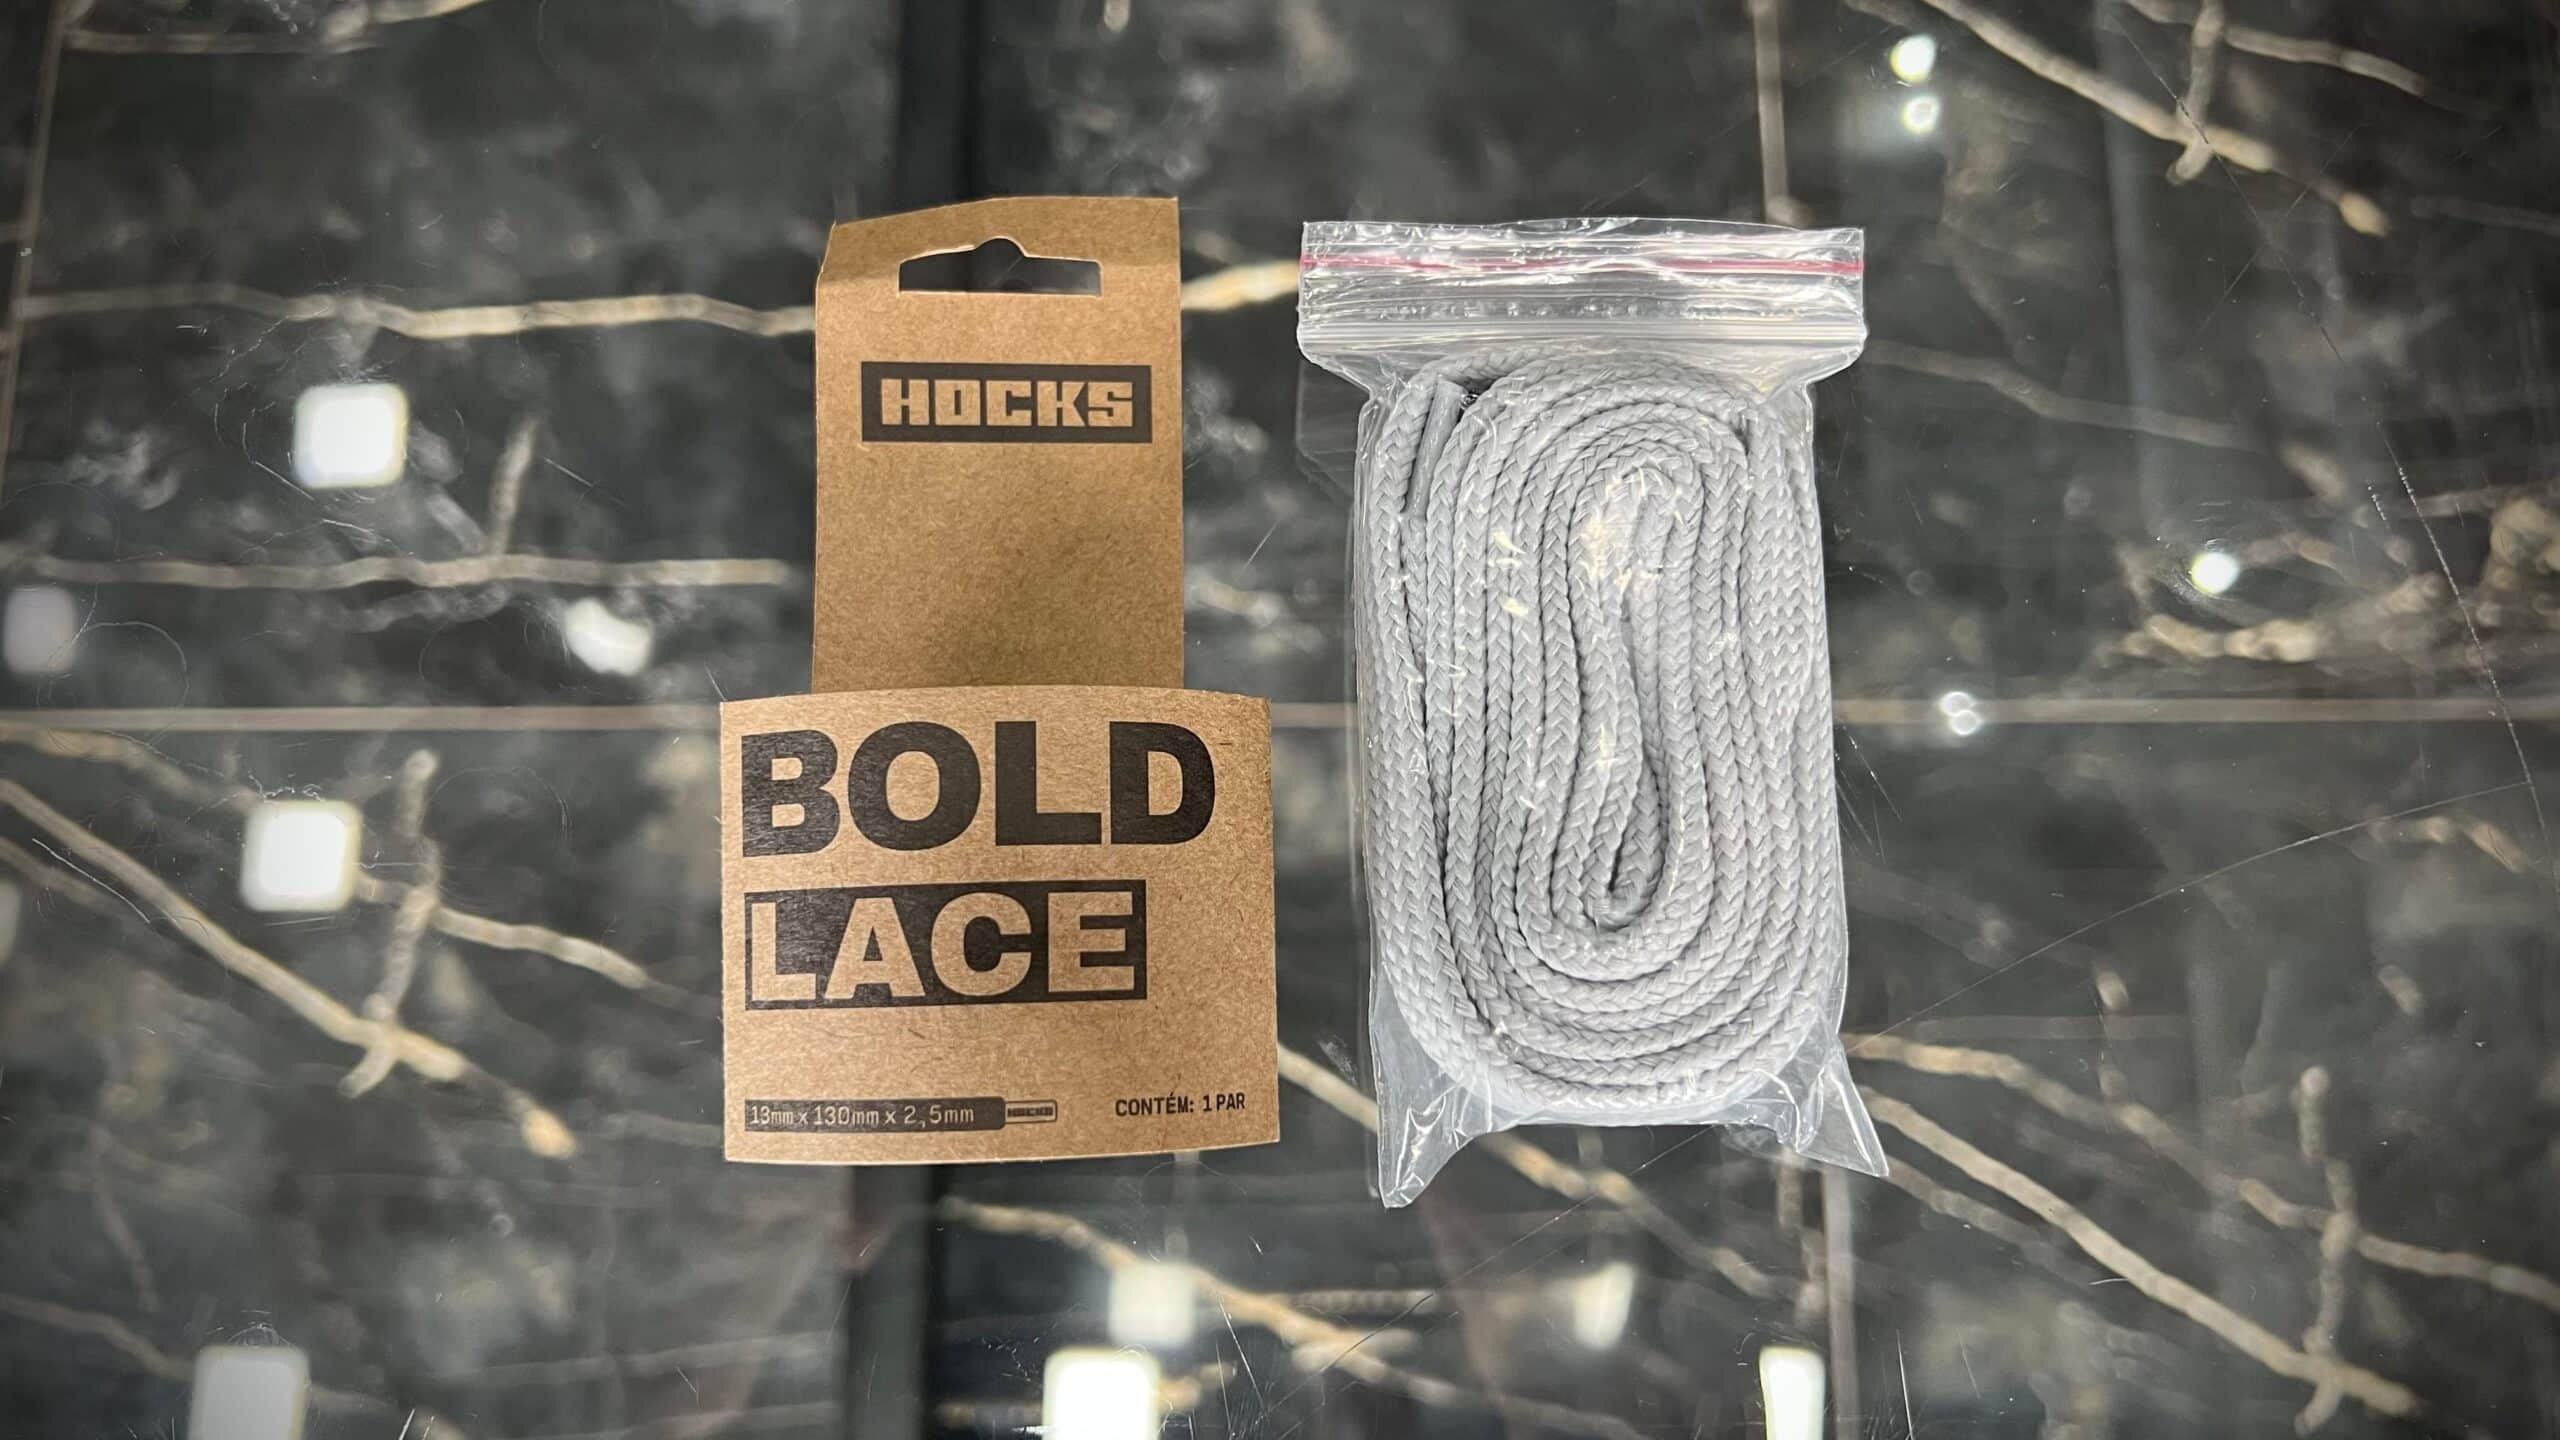 HOCKS
BOLD
LACE
13mm x 130mm x 2,5mm HOCKS
CONTÉM: 1 PAR